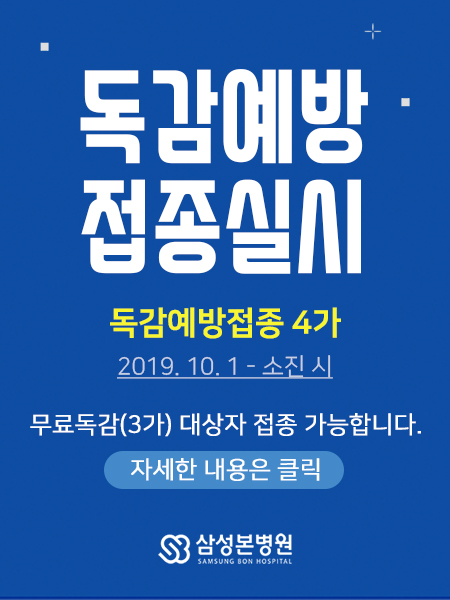 독감예방
접종실시
독감예방접종 4가
2019. 10. 1 - 소진 시
무료독감(3가) 대상자 접종 가능합니다.
자세한 내용은 클릭
삼성본병원
SAMSUNG BON HOSPITAL